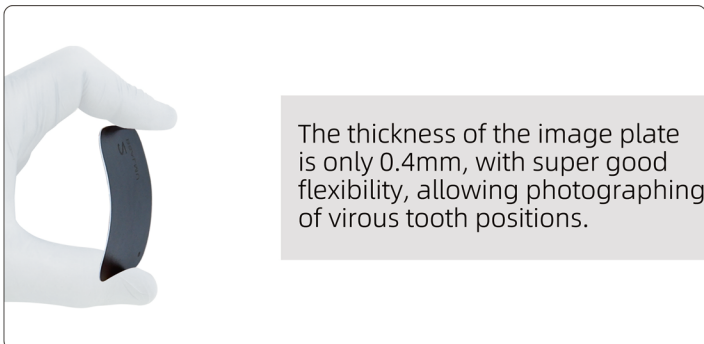 The thickness of the image plate
is only 0.4mm, with super good
flexibility, allowing photographing
of virous tooth positions.